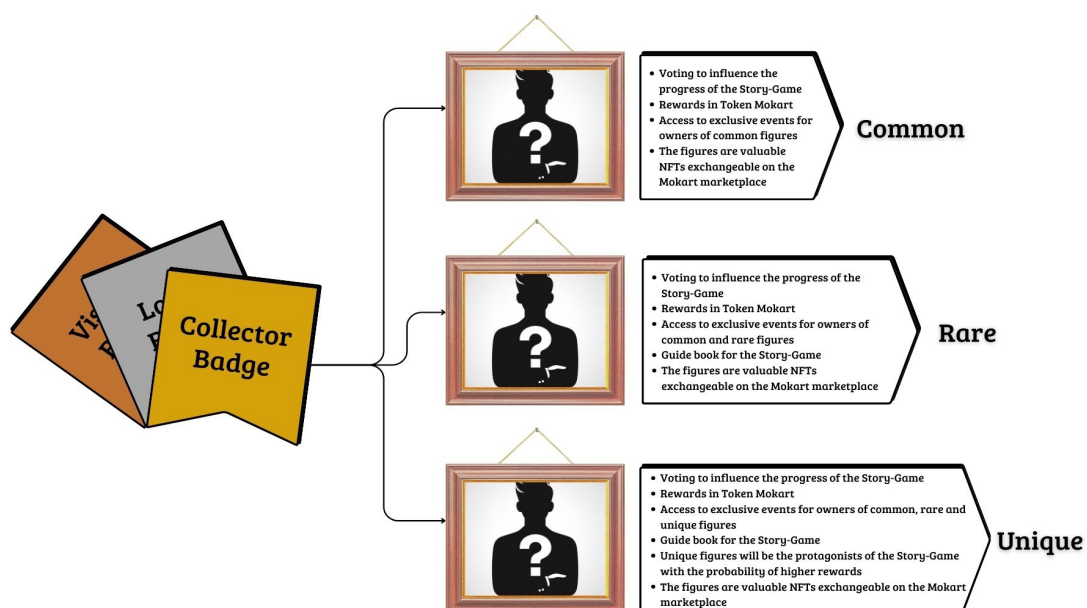 Voting to influence the
progress of the Story-Game
Rewards in Token Mokart
Access to exclusive events for
owners of common figures
The figures are valuable
NFTs exchangeable on the
Mokart marketplace
Common
Collector
Badge
Voting to influence the progress of the
Story-Game
Rewards in Token Mokart
Access to exclusive events for owners of
common and rare figures
Guide book for the Story-Game
The figures are valuable NFTs
exchangeable on the Mokart marketplace
Rare
Voting to influence the progress of the Story-Game
Rewards in Token Mokart
Access to exclusive events for owners of common, rare and
unique figures
Guide book for the Story-Game
Unique figures will be the protagonists of the Story-Game
with the probability of higher rewards
The figures are valuable NFTs exchangeable on the Mokart
marketplace
Unique